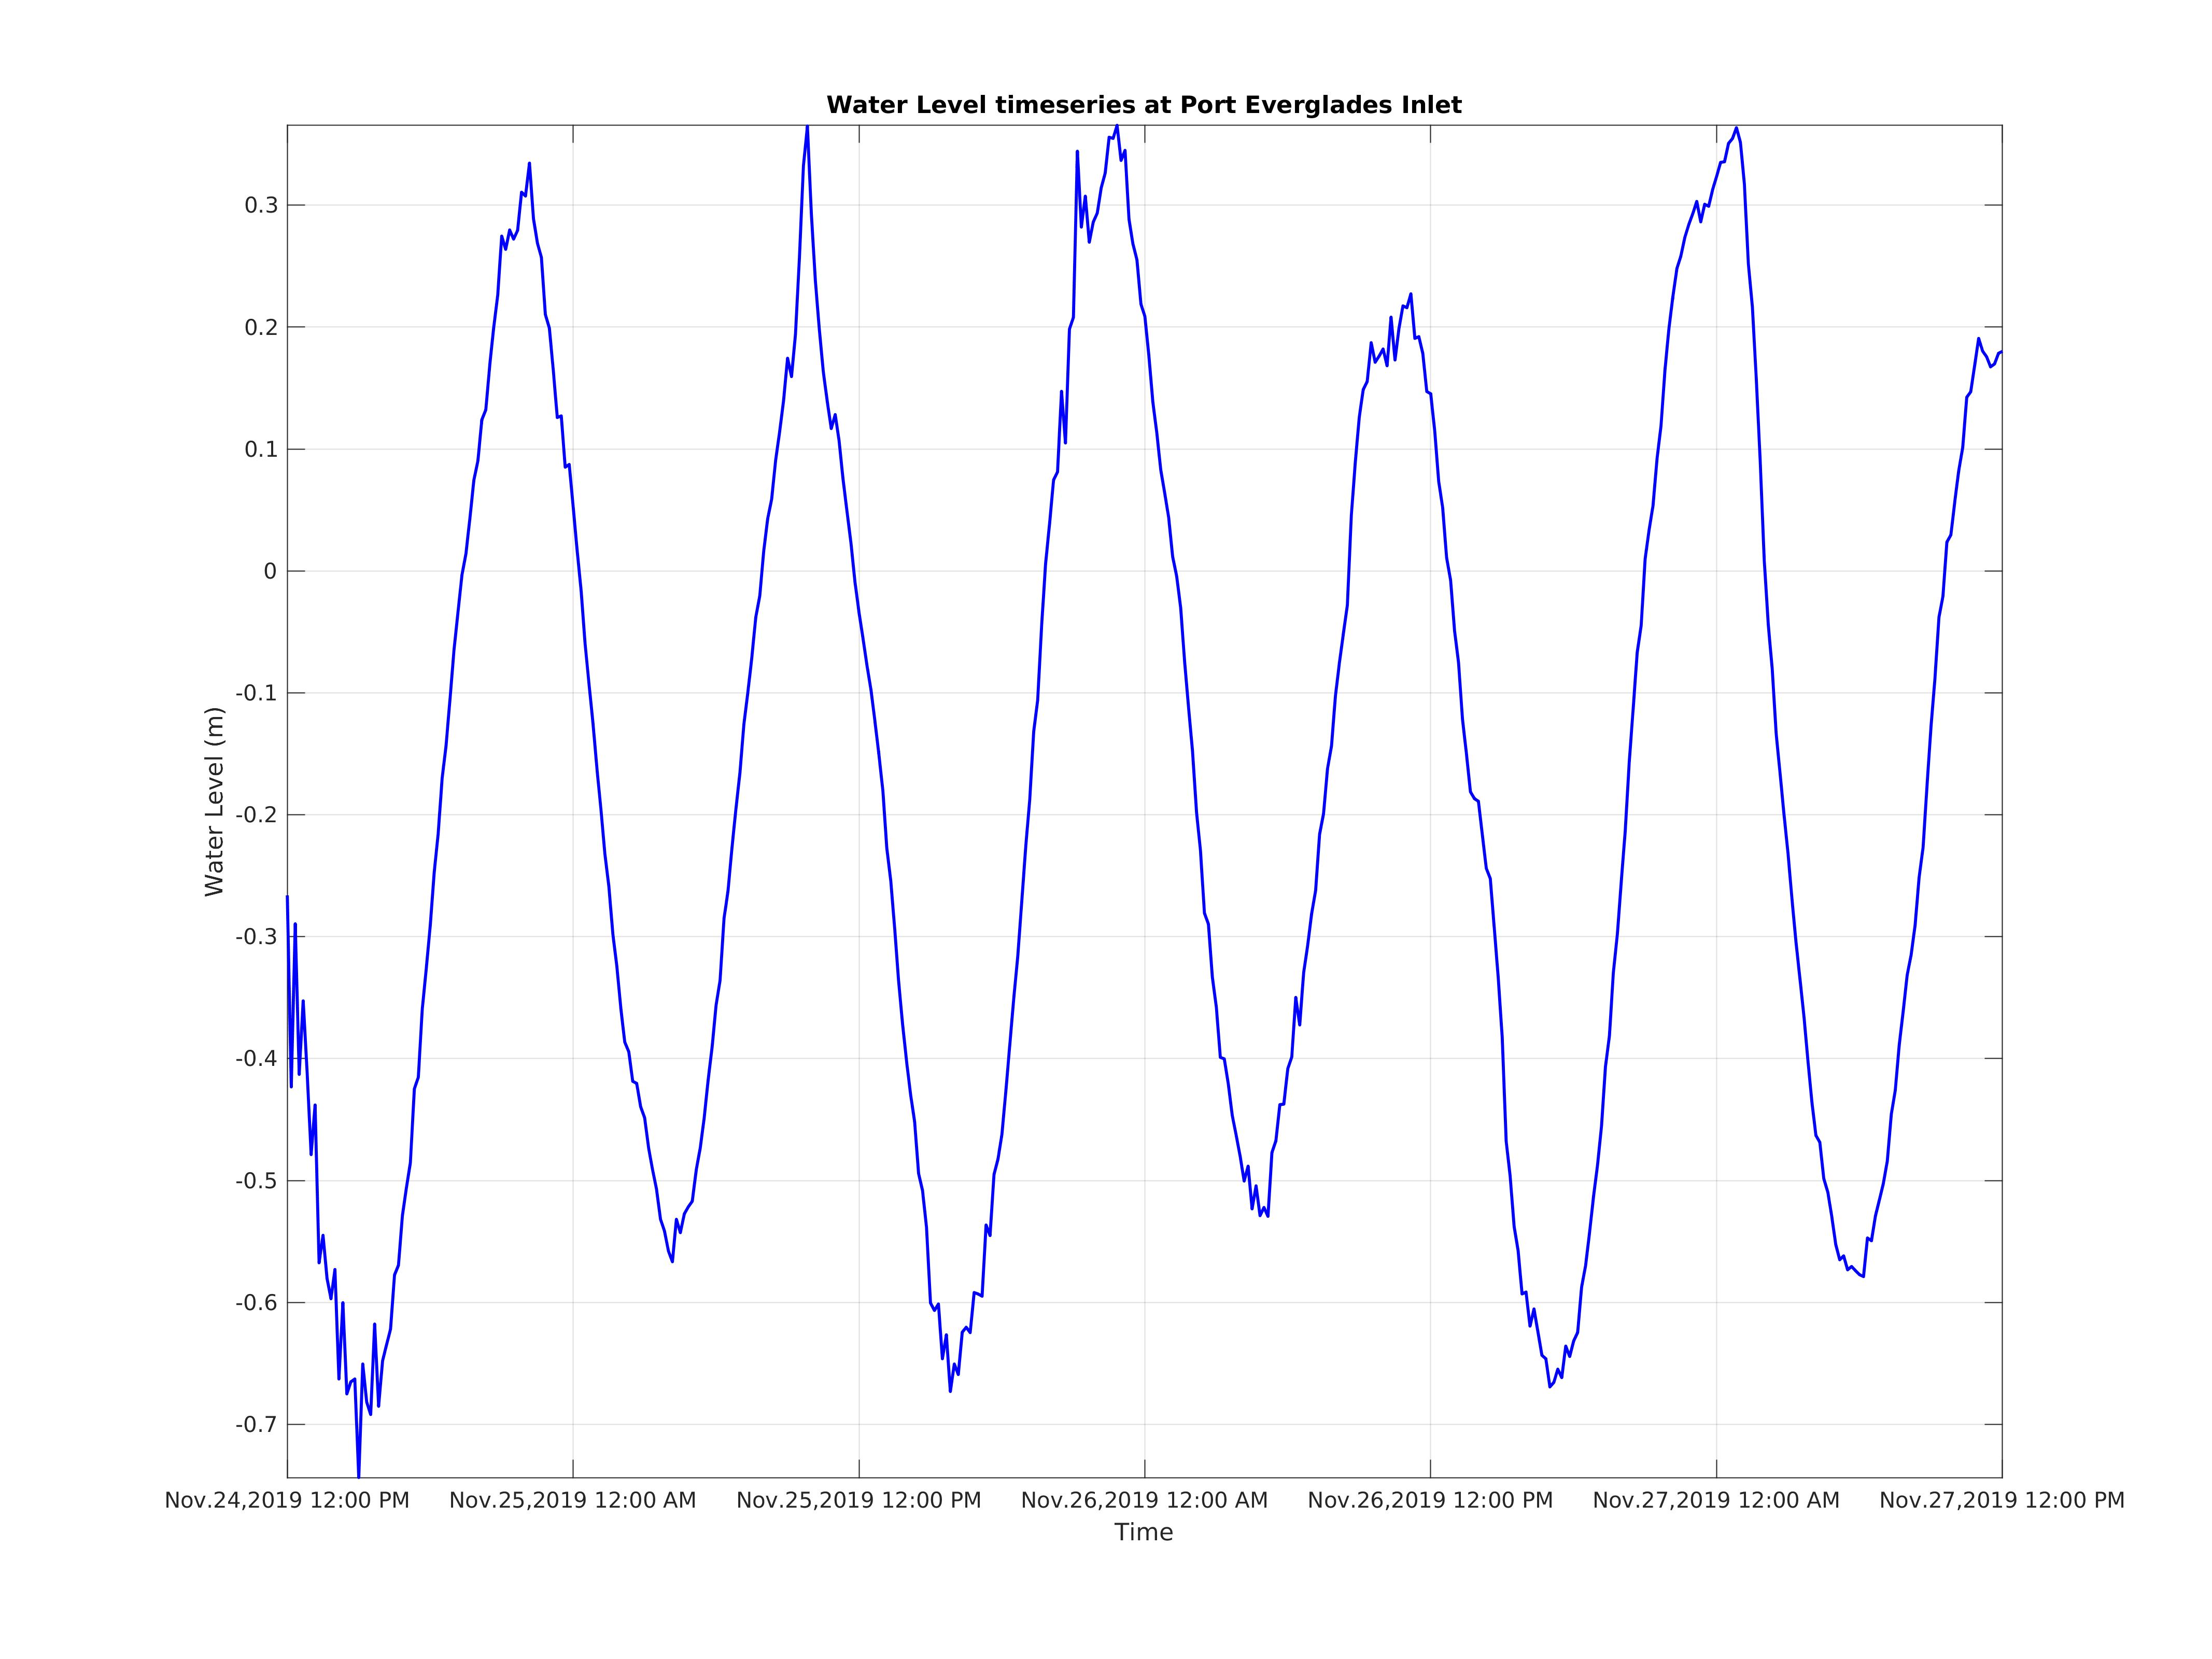 Water Level timeseries at Port Everglades Inlet
0.3
0.2
0.1
0
-0.1
-0.2
-0.3
-0.4
-0.5
-0.6
-0.7
Water Level (m)
Nov.24,2019 12:00 PM
Nov.25,2019 12:00 AM
Nov.25,2019 12:00 PM
Nov.26,2019 12:00 AM
Nov.26,2019 12:00 PM
Nov.27,2019 12:00 AM
Nov.27,2019 12:00 PM
Time